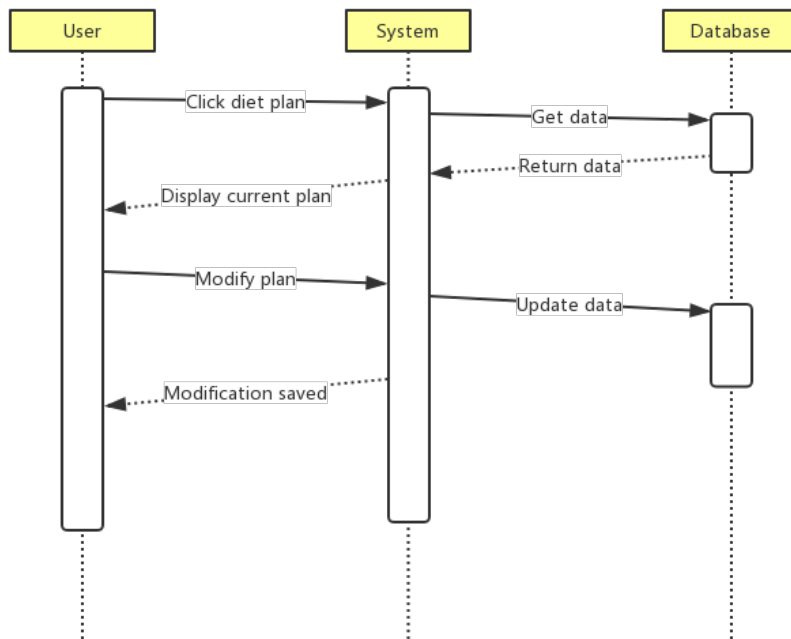 User
System
Database
Click diet plan
Get data
Return data
Display current plan
Modify plan
Update data
Modification saved